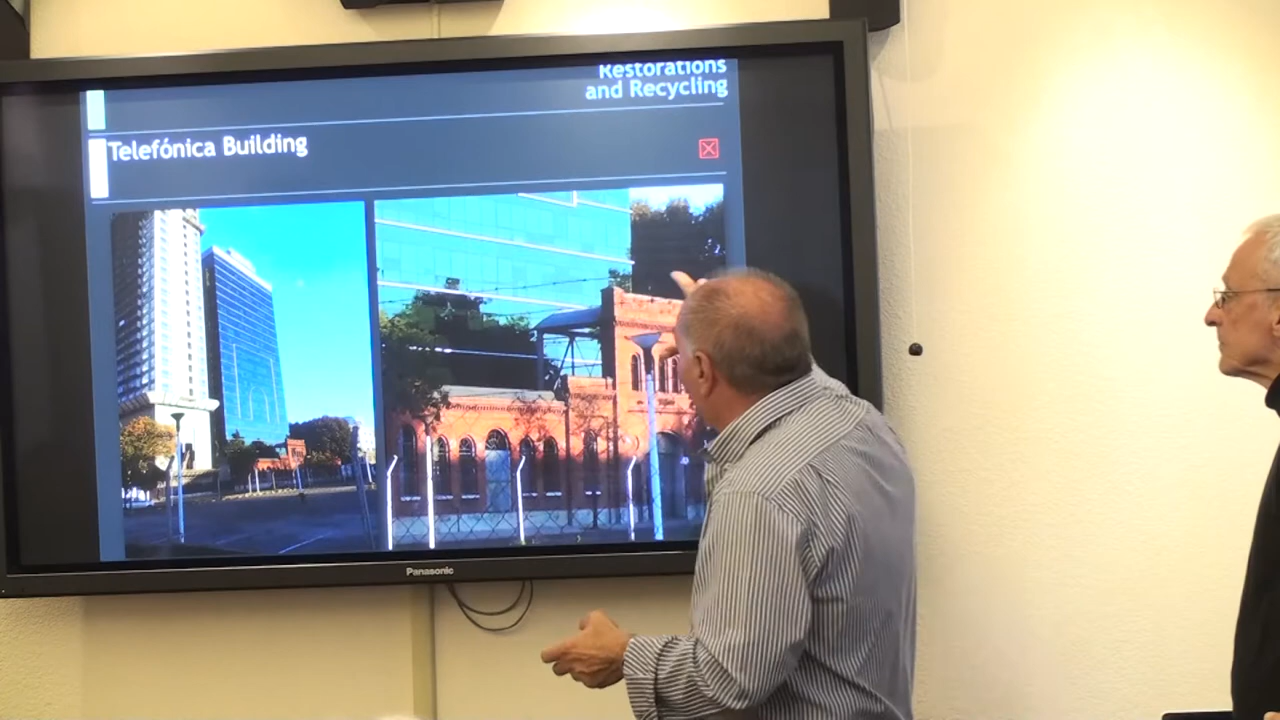 Restorations
and Recycling
Telefónica Building
Panasonic